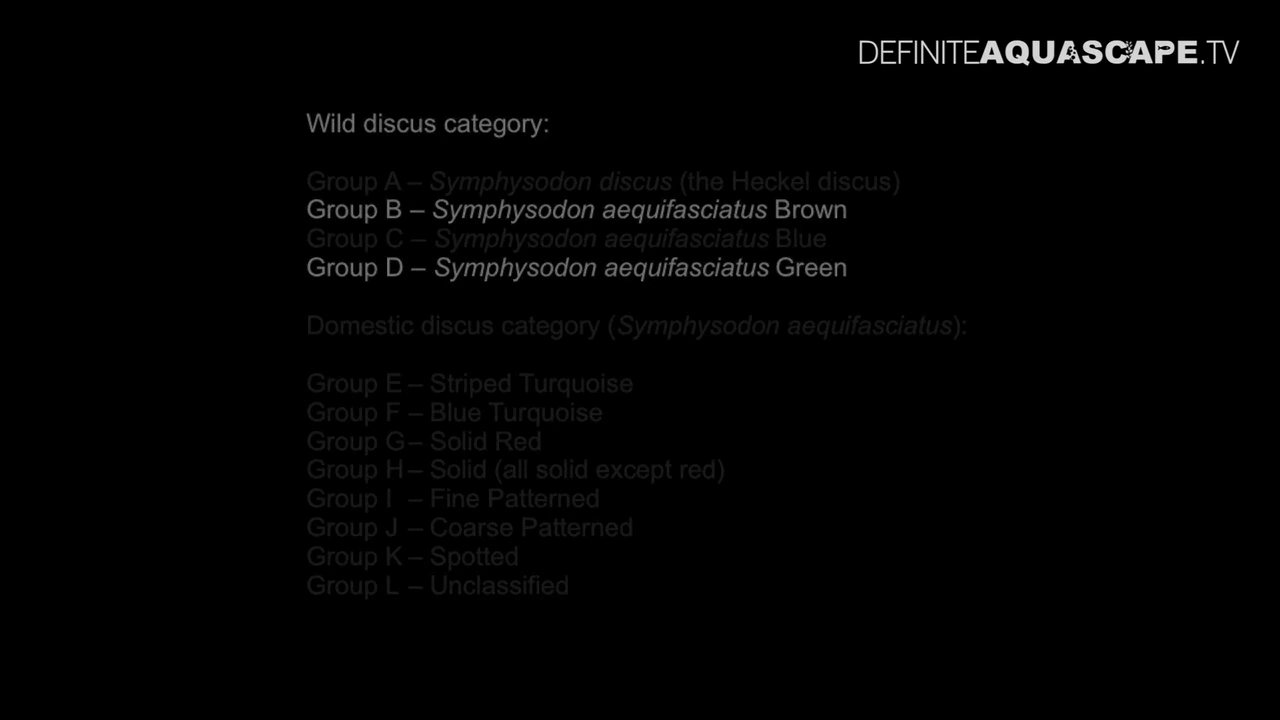 DEFINITEAQUASCAPE.TV
Wild discus category:
Group A – Symphysodon discus (the Heckel discus)
Group B – Symphysodon aequifasciatus Brown
Group C – Symphysodon aequifasciatus Blue
Group D – Symphysodon aequifasciatus Green
Domestic discus category (Symphysodon aequifasciatus):
Group E – Striped Turquoise
Group F – Blue Turquoise
Group G – Solid Red
Group H – Solid (all solid except red)
Group I – Fine Patterned
Group J – Coarse Patterned
Group K – Spotted
Group L – Unclassified